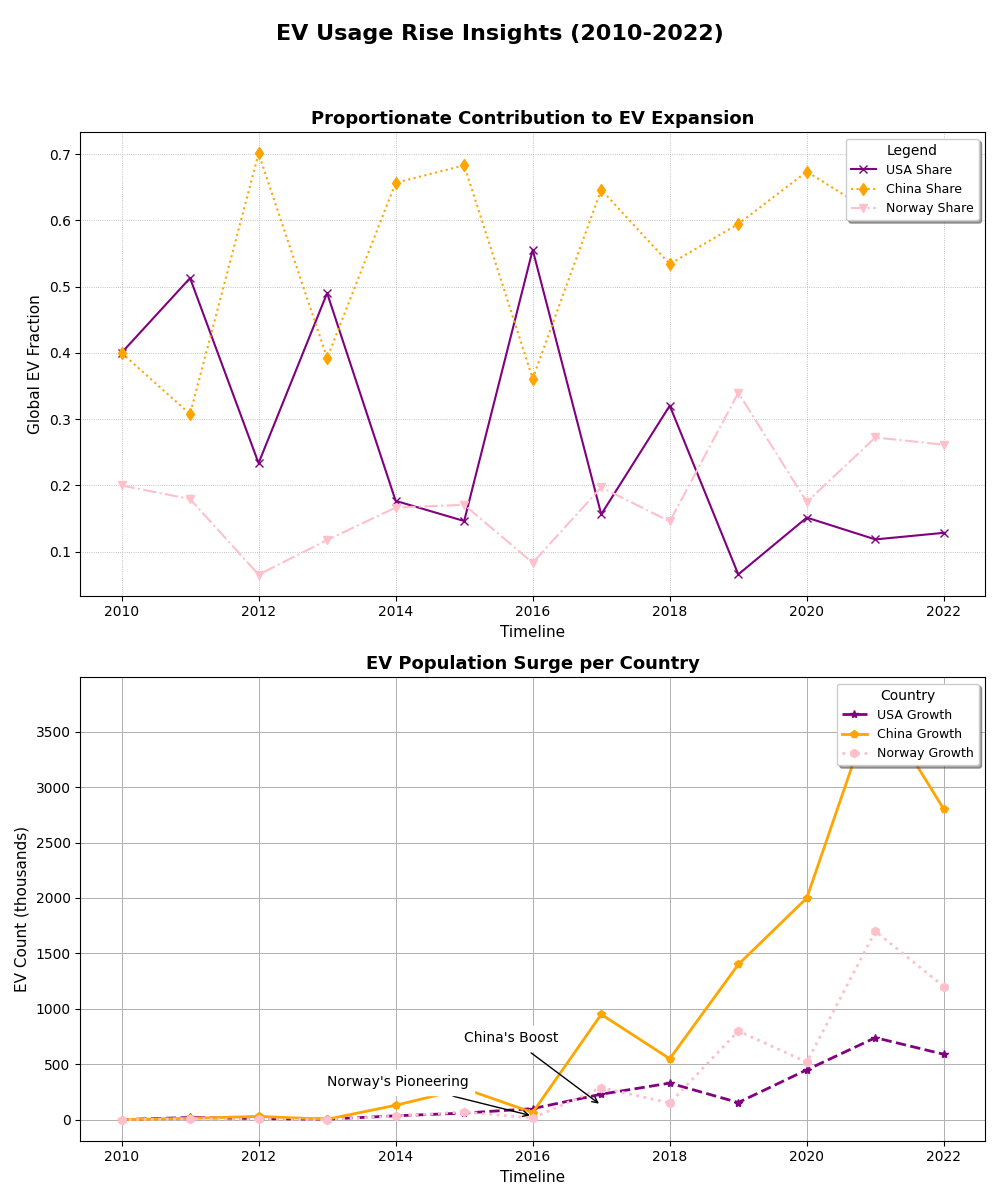 EV Usage Rise Insights (2010-2022)
Proportionate Contribution to EV Expansion
Legend
USA Share
China Share
Norway Share
0.7
0.6
0.5
0.4
0.3
0.2
0.1
Global EV Fraction
2010 2012 2014 2016 2018 2020 2022
Timeline
EV Population Surge per Country
Country
USA Growth
China Growth
Norway Growth
3500
3000
2500
2000
1500
1000
500
0
EV Count (thousands)
China's Boost
Norway's Pioneering
2010 2012 2014 2016 2018 2020 2022
Timeline